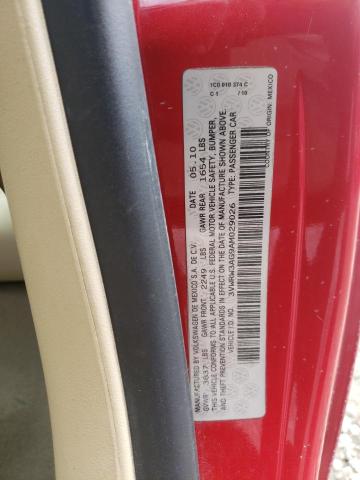 1C0 010 374 C
C 1 / 10
COUNTRY OF ORIGIN: MEXICO
MANUFACTURED BY VOLKSWAGEN DE MEXICO S.A. DE C.V. DATE 05.10
GVWR 3637 LBS GAWR FRONT 2249 LBS GAWR REAR 1654 LBS
THIS VEHICLE CONFORMS TO ALL APPLICABLE U.S. FEDERAL MOTOR VEHICLE SAFETY, BUMPER,
AND THEFT PREVENTION STANDARDS IN EFFECT ON THE DATE OF MANUFACTURE SHOWN ABOVE.
VEHICLE I.D. NO.: 3VWRW3AG9AM029026 TYPE: PASSENGER CAR